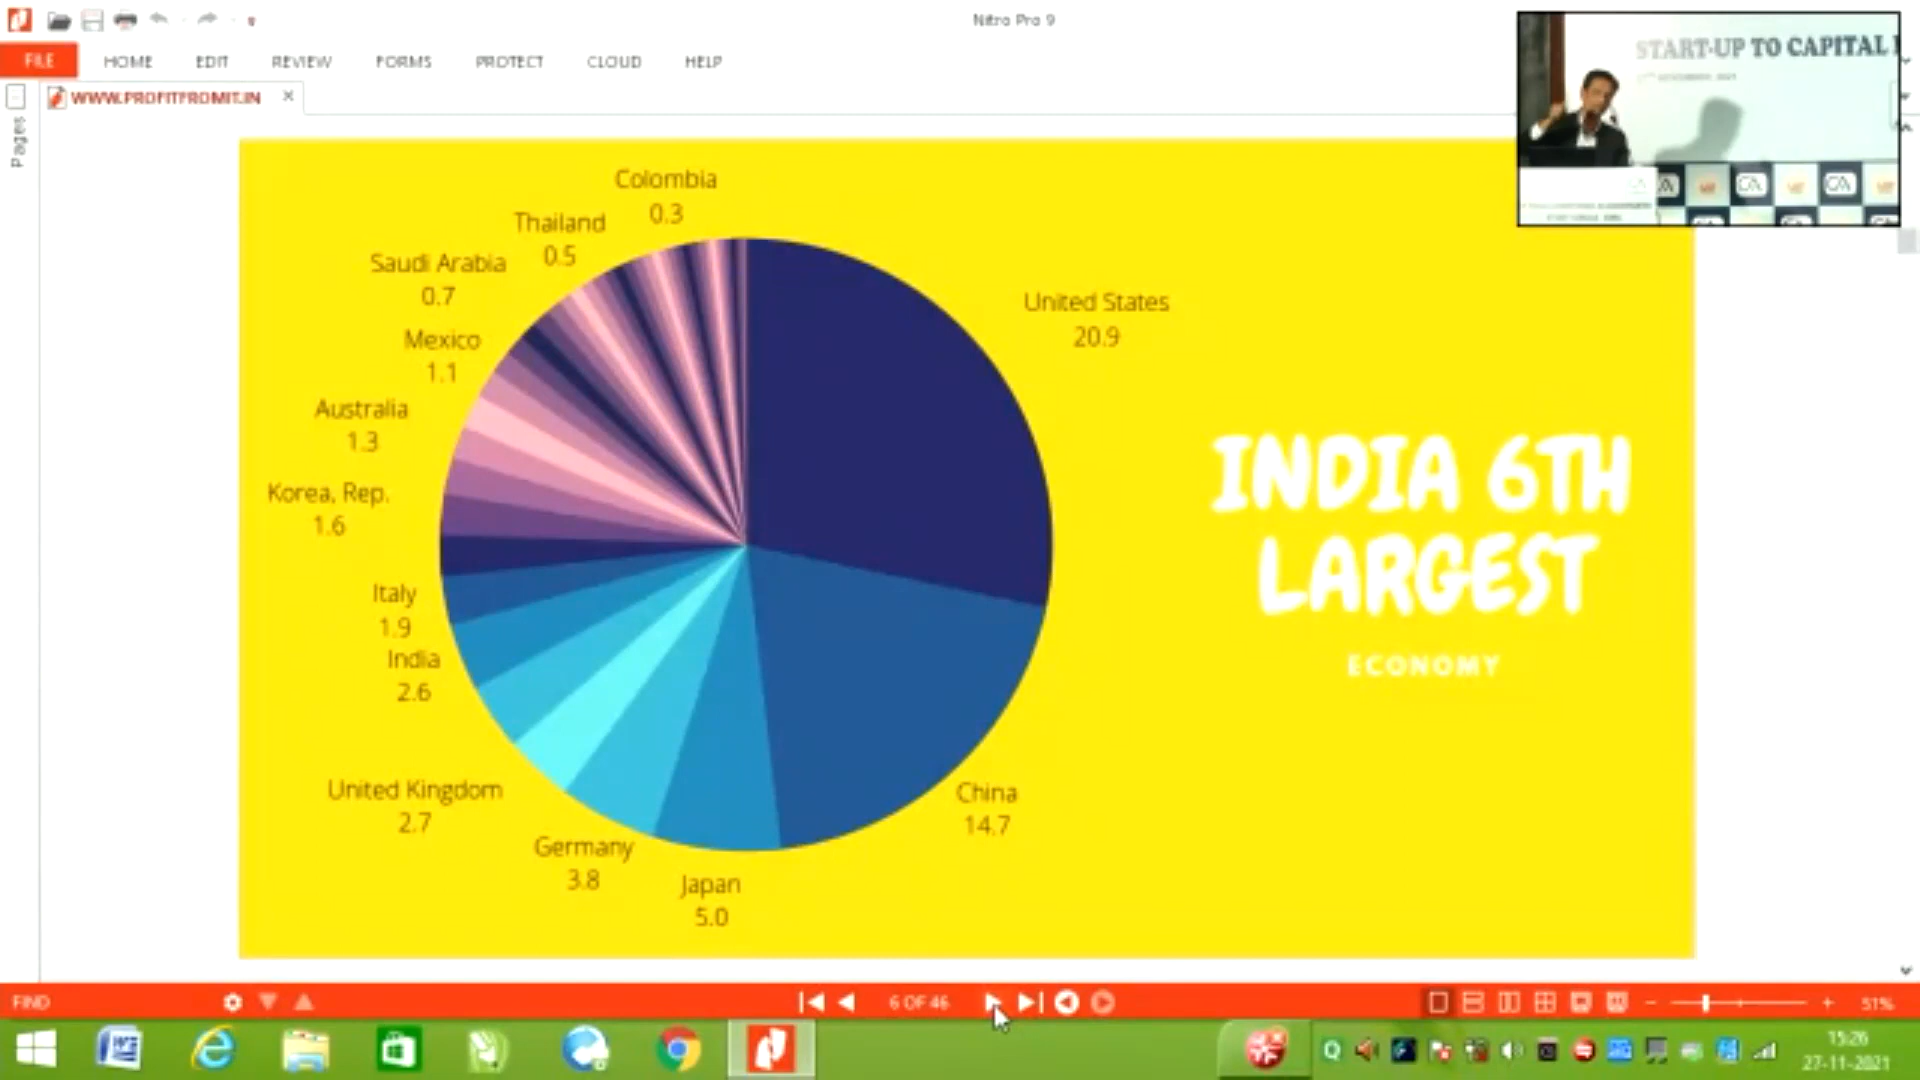 Nitro Pro 9
FILE
HOME
EDIT
REVIEW
FORMS
PROTECT
CLOUD
HELP
WWW.PROFITFROMIT.IN
Pages
START-UP TO CAPITAL
Colombia
0.3
Thailand
0.5
Saudi Arabia
0.7
Mexico
1.1
Australia
1.3
Korea, Rep.
1.6
Italy
1.9
India
2.6
United Kingdom
2.7
Germany
3.8
Japan
5.0
China
14.7
United States
20.9
INDIA 6TH
LARGEST
ECONOMY
CA
CA
FIND
6 OF 46
51%
15:26
27-11-2021